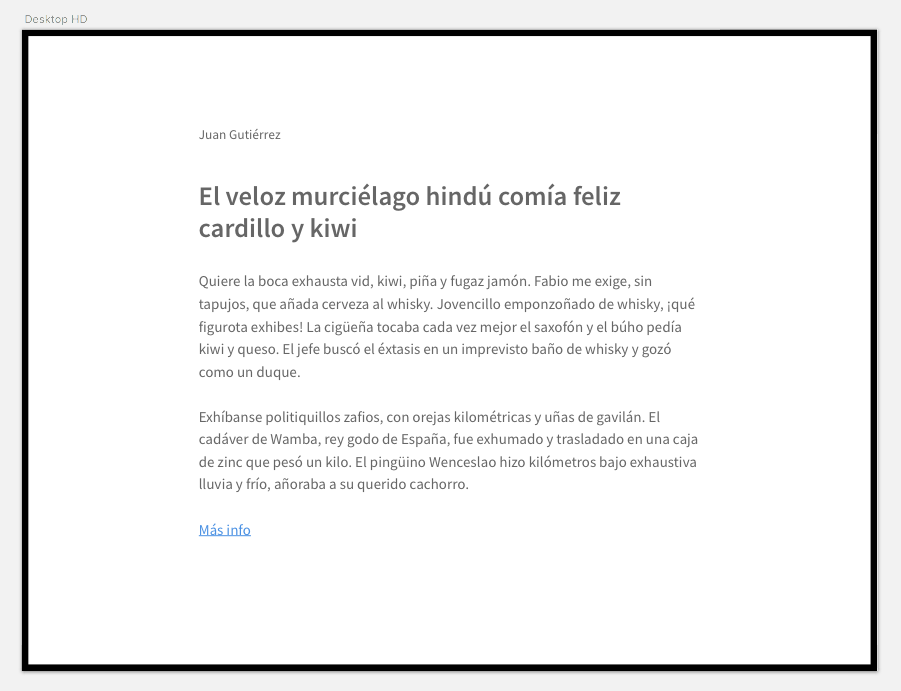 Desktop HD
Juan Gutiérrez
El veloz murciélago hindú comía feliz
cardillo y kiwi
Quiere la boca exhausta vid, kiwi, piña y fugaz jamón. Fabio me exige, sin
tapujos, que añada cerveza al whisky. Jovencillo emponzoñado de whisky, ¡qué
figurota exhibes! La cigüeña tocaba cada vez mejor el saxofón y el búho pedía
kiwi y queso. El jefe buscó el éxtasis en un imprevisto baño de whisky y gozó
como un duque.
Exhíbanse politiquillos zafios, con orejas kilométricas y uñas de gavilán. El
cadáver de Wamba, rey godo de España, fue exhumado y trasladado en una caja
de zinc que pesó un kilo. El pingüino Wenceslao hizo kilómetros bajo exhaustiva
lluvia y frío, añoraba a su querido cachorro.
Más info